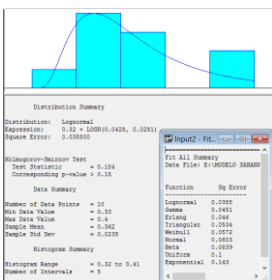 Distribution Summary
Distribution: Lognormal
Expression: 0.32 + LOGN(0.0428, 0.0281)
Square Error: 0.038800
Kolmogorov-Smirnov Test
Test Statistic = 0.184
Corresponding p-value > 0.15
Data Summary
Number of Data Points = 10
Min Data Value = 0.33
Max Data Value = 0.4
Sample Mean = 0.362
Sample Std Dev = 0.0235
Histogram Summary
Histogram Range = 0.32 to 0.41
Number of Intervals = 5
Input2 - Fit...
Fit All Summary
Data File: E:\MODELO SABANA
Function Sq Error
Lognormal 0.0388
Gamma 0.0451
Erlang 0.046
Triangular 0.0534
Weibull 0.0572
Normal 0.0803
Beta 0.0839
Uniform 0.1
Exponential 0.163